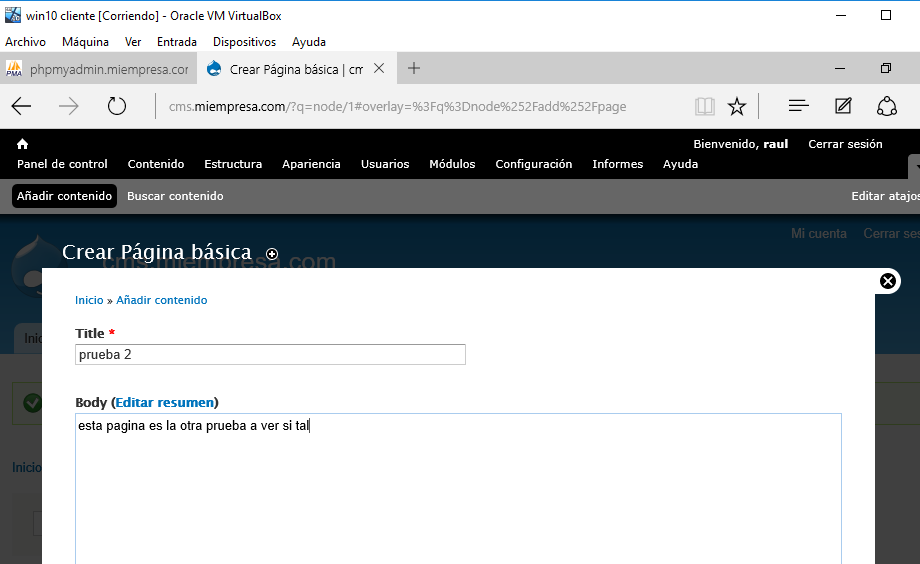 win10 cliente [Corriendo] - Oracle VM VirtualBox
Archivo Máquina Ver Entrada Dispositivos Ayuda
PMA phpmyadmin.miempresa.cor Crear Página básica | cm
cms.miempresa.com/?q=node/1#overlay=%3Fq%3Dnode%252Fadd%252Fpage
Bienvenido, raul Cerrar sesión
Panel de control Contenido Estructura Apariencia Usuarios Módulos Configuración Informes Ayuda
Añadir contenido Buscar contenido Editar atajos
Mi cuenta Cerrar ses
Crear Página básica
cms.miempresa.com
Inicio » Añadir contenido
Inic
Title *
prueba 2
Body (Editar resumen)
esta pagina es la otra prueba a ver si tal
Inicio